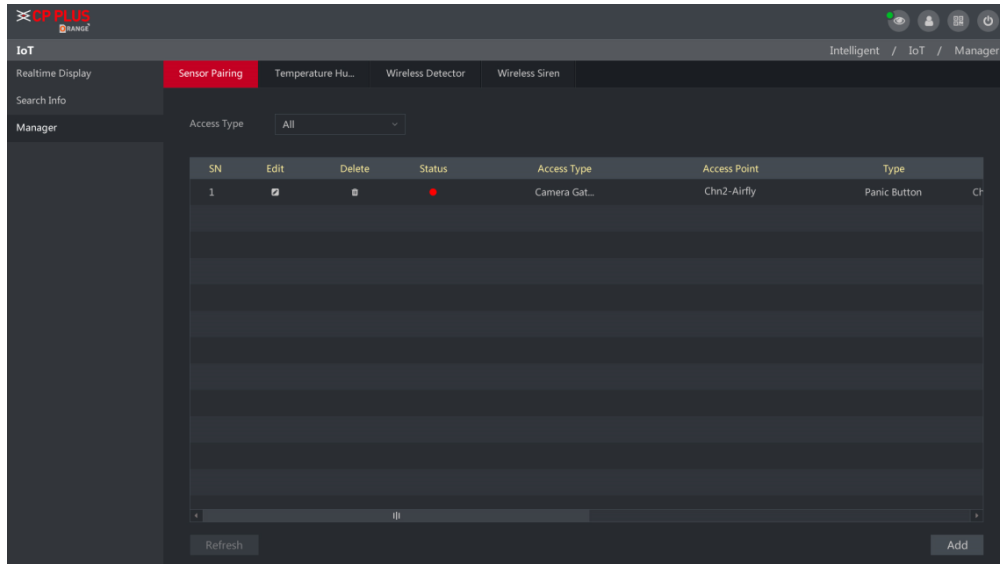 CP PLUS
ORANGE
IoT
Intelligent / IoT / Manager
Realtime Display
Search Info
Manager
Sensor Pairing Temperature Hu... Wireless Detector Wireless Siren
Access Type All
SN Edit Delete Status Access Type Access Point Type
1 Camera Gat... Chn2-Airfly Panic Button Ch
Refresh Add